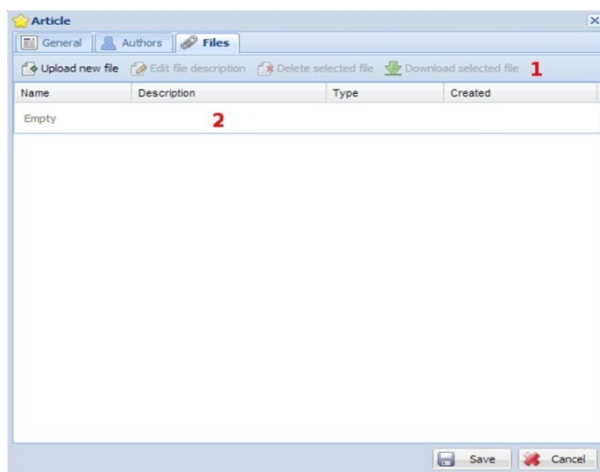 Article
General Authors Files
Upload new file Edit file description Delete selected file Download selected file 1
Name Description Type Created
Empty 2
Save Cancel